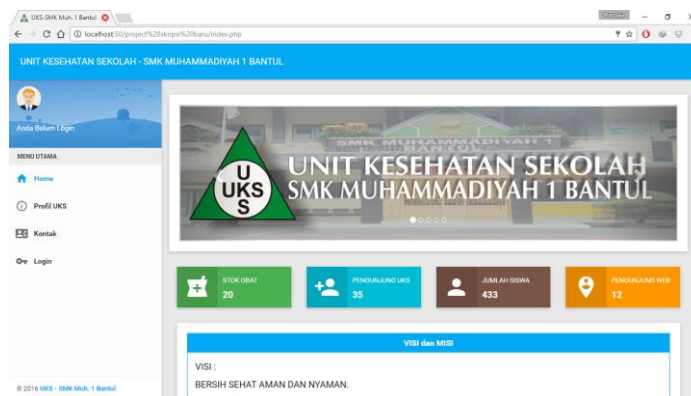 UKS-SMK Muh. 1 Bantul
localhost:50/project%20skripsi%20baru/index.php
UNIT KESEHATAN SEKOLAH - SMK MUHAMMADIYAH 1 BANTUL
Anda Belum Login
MENU UTAMA
Home
Profil UKS
Kontak
Login
© 2016 UKS - SMK Muh. 1 Bantul.
SMK MUHAMMADIYAH 1
BANTUL
U
UKS
S
UNIT KESEHATAN SEKOLAH
SMK MUHAMMADIYAH 1 BANTUL
STOK OBAT
20
PENGUNJUNG UKS
35
JUMLAH SISWA
433
PENGUNJUNG WEB
12
VISI dan MISI
VISI :
BERSIH SEHAT AMAN DAN NYAMAN.